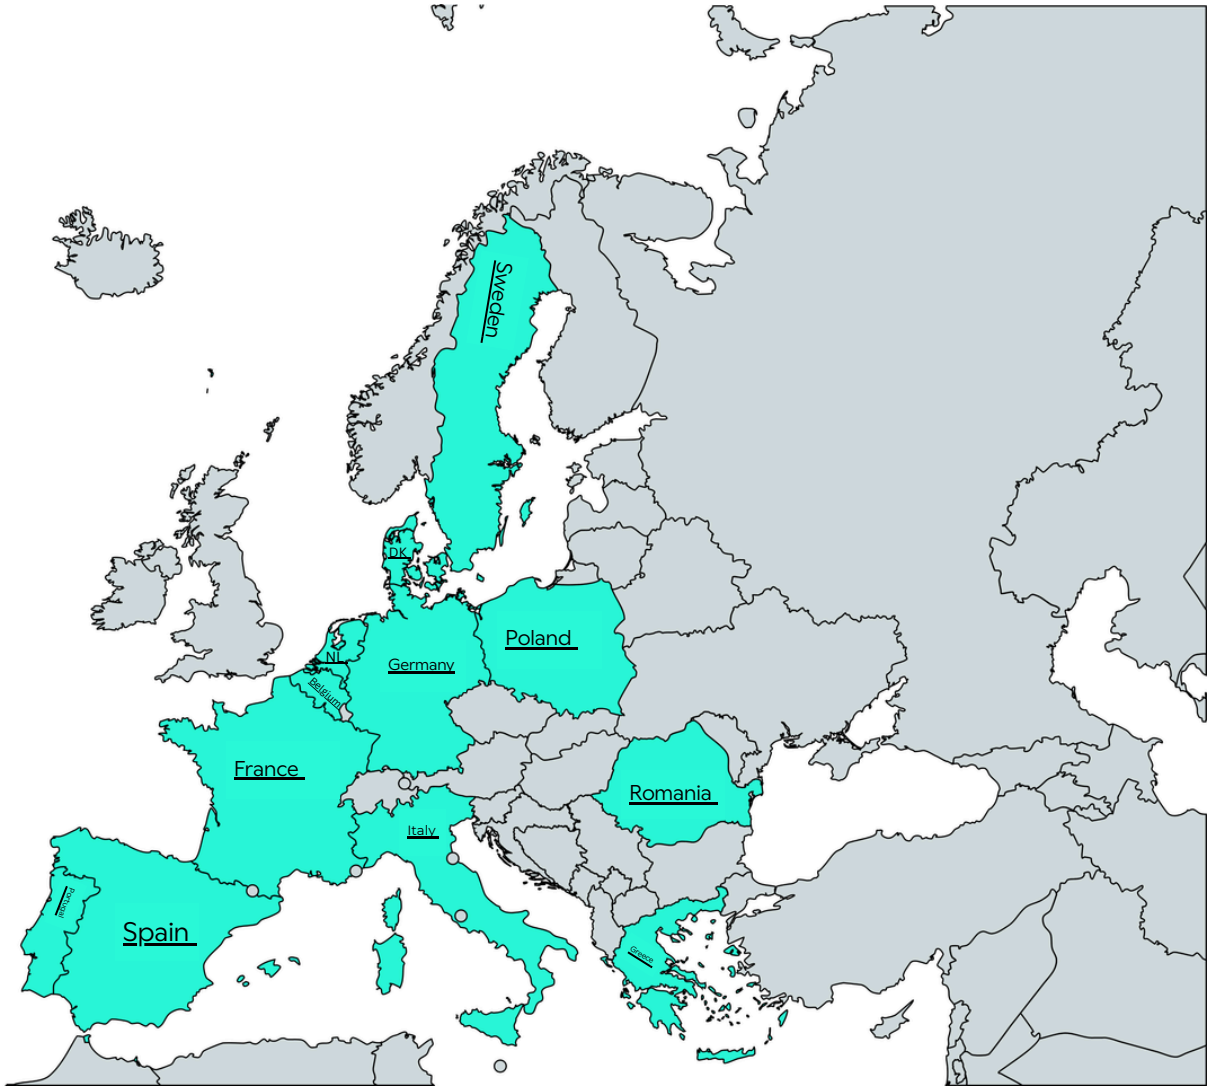 Sweden
DK
Poland
NL
Germany
Belgium
France
Romania
Italy
Portugal
Spain
Greece